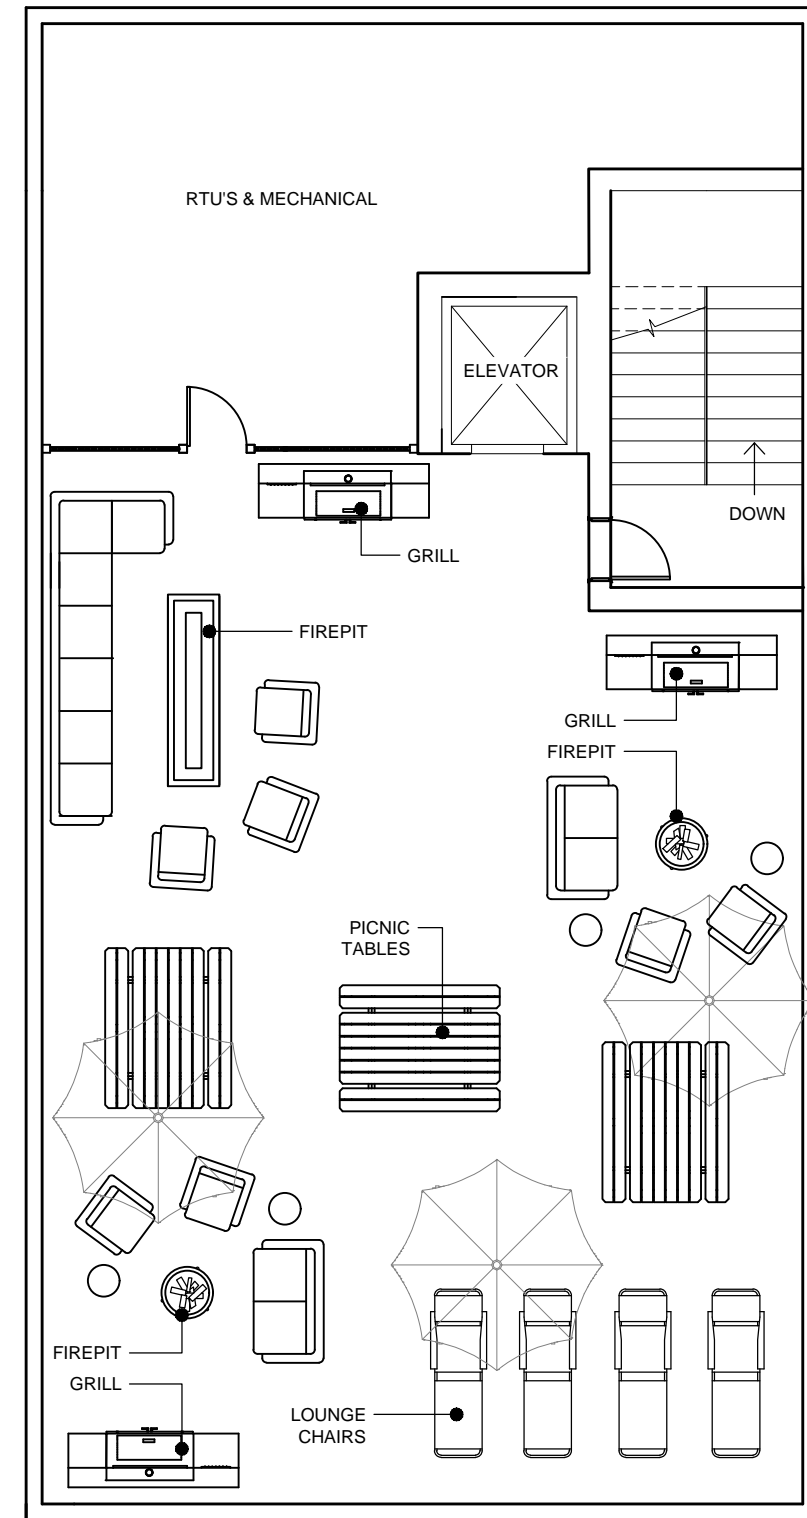 RTU'S & MECHANICAL
ELEVATOR
DOWN
GRILL
FIREPIT
GRILL
FIREPIT
PICNIC
TABLES
FIREPIT
GRILL
LOUNGE
CHAIRS